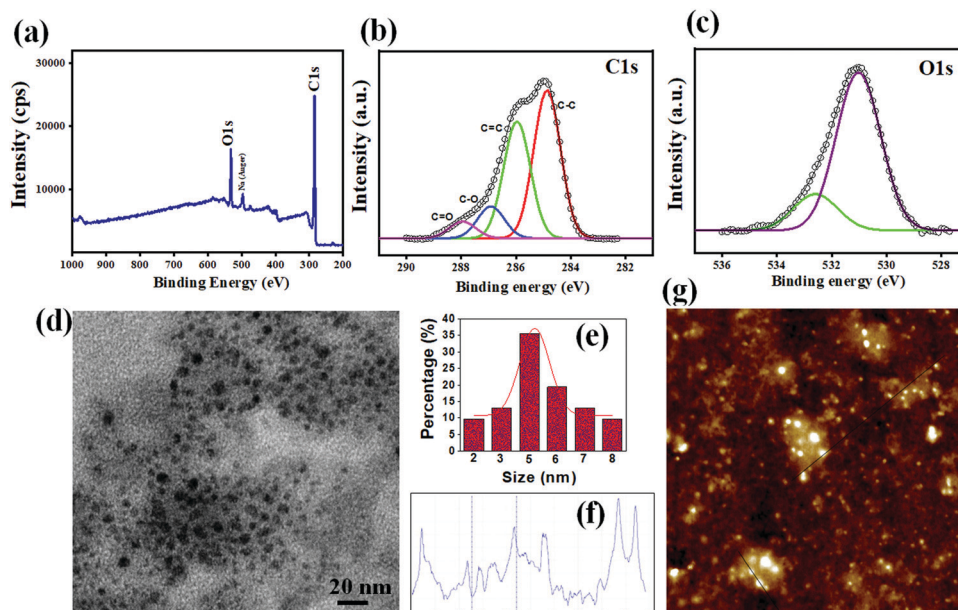 (a)
Intensity (cps)
30000
20000
10000
O1s
Na (Auger)
C1s
1000 900 800 700 600 500 400 300 200
Binding Energy (eV)
(b)
Intensity (a.u.)
C1s
C=O
C-O
C=C
C-C
290 288 286 284 282
Binding energy (eV)
(c)
Intensity (a.u.)
O1s
536 534 532 530 528
Binding energy (eV)
(d)
20 nm
(e)
Percentage (%)
40
35
30
25
20
15
10
5
0
2 3 5 6 7 8
Size (nm)
(f)
(g)